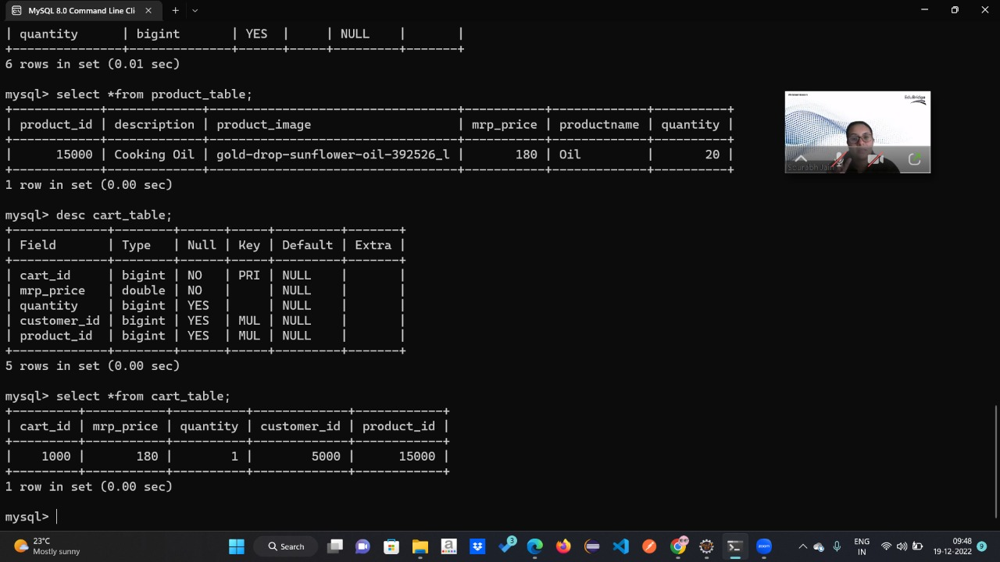 MySQL 8.0 Command Line Cli
| quantity      | bigint       | YES  |     | NULL    |       |
+---------------+--------------+------+-----+---------+-------+
6 rows in set (0.01 sec)
mysql> select *from product_table;
+------------+-------------+----------------------------------+-----------+-------------+----------+
| product_id | description | product_image                    | mrp_price | productname | quantity |
+------------+-------------+----------------------------------+-----------+-------------+----------+
|      15000 | Cooking Oil | gold-drop-sunflower-oil-392526_l |       180 | Oil         |       20 |
+------------+-------------+----------------------------------+-----------+-------------+----------+
1 row in set (0.00 sec)
mysql> desc cart_table;
+-------------+--------+------+-----+---------+-------+
| Field       | Type   | Null | Key | Default | Extra |
+-------------+--------+------+-----+---------+-------+
| cart_id     | bigint | NO   | PRI | NULL    |       |
| mrp_price   | double | NO   |     | NULL    |       |
| quantity    | bigint | YES  |     | NULL    |       |
| customer_id | bigint | YES  | MUL | NULL    |       |
| product_id  | bigint | YES  | MUL | NULL    |       |
+-------------+--------+------+-----+---------+-------+
5 rows in set (0.00 sec)
mysql> select *from cart_table;
+---------+-----------+----------+-------------+------------+
| cart_id | mrp_price | quantity | customer_id | product_id |
+---------+-----------+----------+-------------+------------+
|    1000 |       180 |        1 |        5000 |      15000 |
+---------+-----------+----------+-------------+------------+
1 row in set (0.00 sec)
mysql>
EduBridge
Sourabh Jain
23°C
Mostly sunny
Search
3
zoom
ENG
IN
09:48
19-12-2022
9